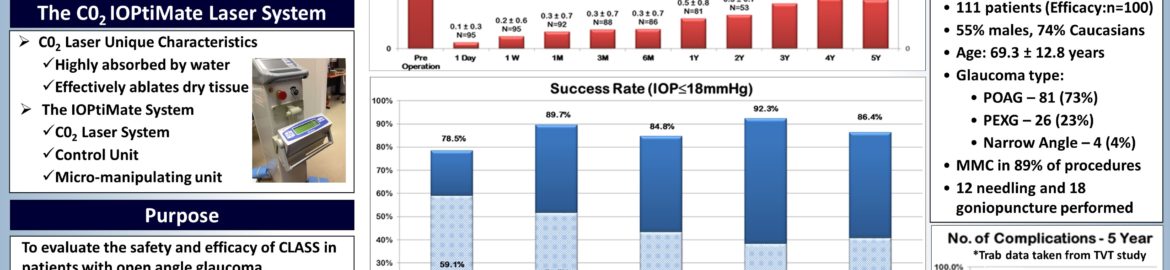 The C0₂ IOPtiMate Laser System
➤ C0₂ Laser Unique Characteristics
✓Highly absorbed by water
✓Effectively ablates dry tissue
➤ The IOPtiMate System
✓C0₂ Laser System
✓Control Unit
✓Micro-manipulating unit
Purpose
To evaluate the safety and efficacy of CLASS in
patients with open angle glaucoma
0.1 ± 0.3
N=95
0.2 ± 0.6
N=95
0.3 ± 0.7
N=92
0.3 ± 0.7
N=88
0.3 ± 0.7
N=86
0.5 ± 0.8
N=81
N=53
0
0
Pre
Operation
1 Day
1 W
1M
3M
6M
1Y
2Y
3Y
4Y
5Y
Success Rate (IOP≤18mmHg)
100%
90%
80%
70%
60%
50%
40%
30%
78.5%
89.7%
84.8%
92.3%
86.4%
59.1%
• 111 patients (Efficacy:n=100)
• 55% males, 74% Caucasians
• Age: 69.3 ± 12.8 years
• Glaucoma type:
• POAG – 81 (73%)
• PEXG – 26 (23%)
• Narrow Angle – 4 (4%)
• MMC in 89% of procedures
• 12 needling and 18
goniopuncture performed
No. of Complications - 5 Year
*Trab data taken from TVT study
100.0%